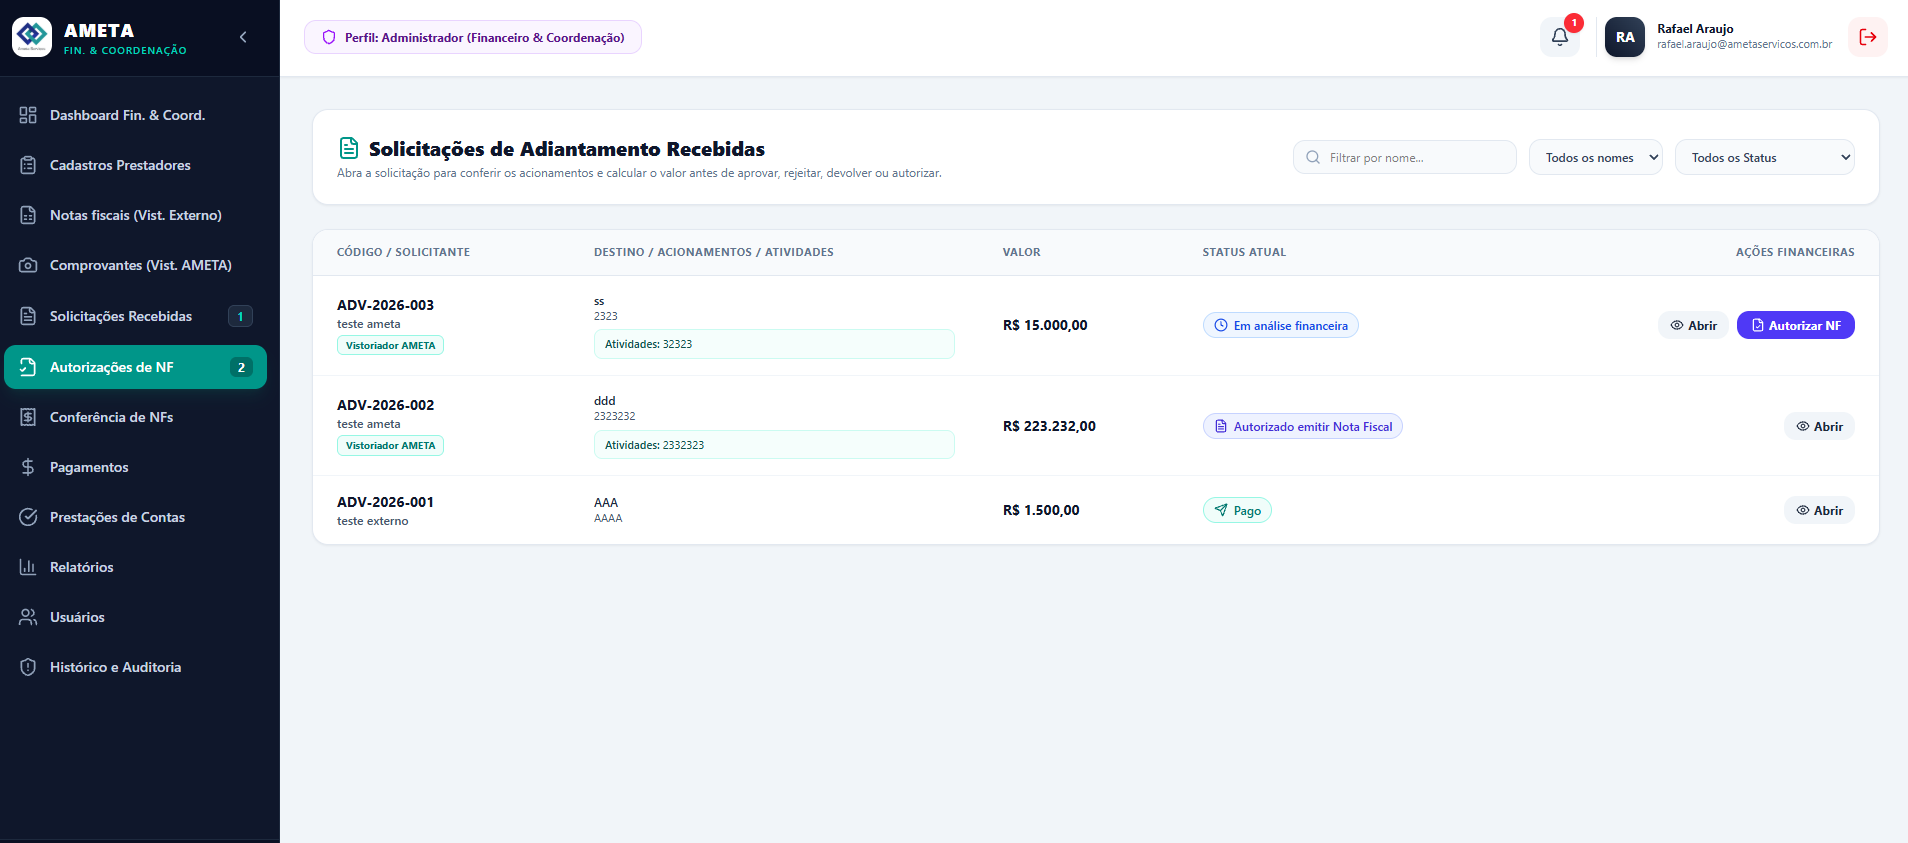 AMETA
FIN. & COORDENAÇÃO
Perfil: Administrador (Financeiro & Coordenação)
1
RA
Rafael Araujo
rafael.araujo@ametaservicos.com.br
Dashboard Fin. & Coord.
Cadastros Prestadores
Notas fiscais (Vist. Externo)
Comprovantes (Vist. AMETA)
Solicitações Recebidas 1
Autorizações de NF 2
Conferência de NFs
Pagamentos
Prestações de Contas
Relatórios
Usuários
Histórico e Auditoria
Solicitações de Adiantamento Recebidas
Abra a solicitação para conferir os acionamentos e calcular o valor antes de aprovar, rejeitar, devolver ou autorizar.
Filtrar por nome...
Todos os nomes
Todos os Status
CÓDIGO / SOLICITANTE DESTINO / ACIONAMENTOS / ATIVIDADES VALOR STATUS ATUAL AÇÕES FINANCEIRAS
ADV-2026-003
teste ameta
Vistoriador AMETA
ss
2323
Atividades: 32323
R$ 15.000,00
Em análise financeira
Abrir
Autorizar NF
ADV-2026-002
teste ameta
Vistoriador AMETA
ddd
2323232
Atividades: 2332323
R$ 223.232,00
Autorizado emitir Nota Fiscal
Abrir
ADV-2026-001
teste externo
AAA
AAAA
R$ 1.500,00
Pago
Abrir